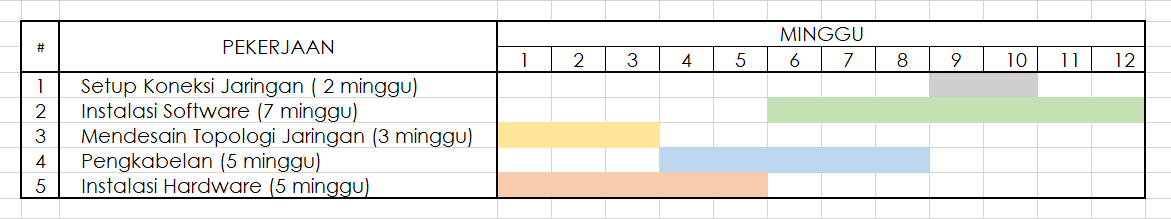 # PEKERJAAN MINGGU
1 2 3 4 5 6 7 8 9 10 11 12
1 Setup Koneksi Jaringan ( 2 minggu)
2 Instalasi Software (7 minggu)
3 Mendesain Topologi Jaringan (3 minggu)
4 Pengkabelan (5 minggu)
5 Instalasi Hardware (5 minggu)